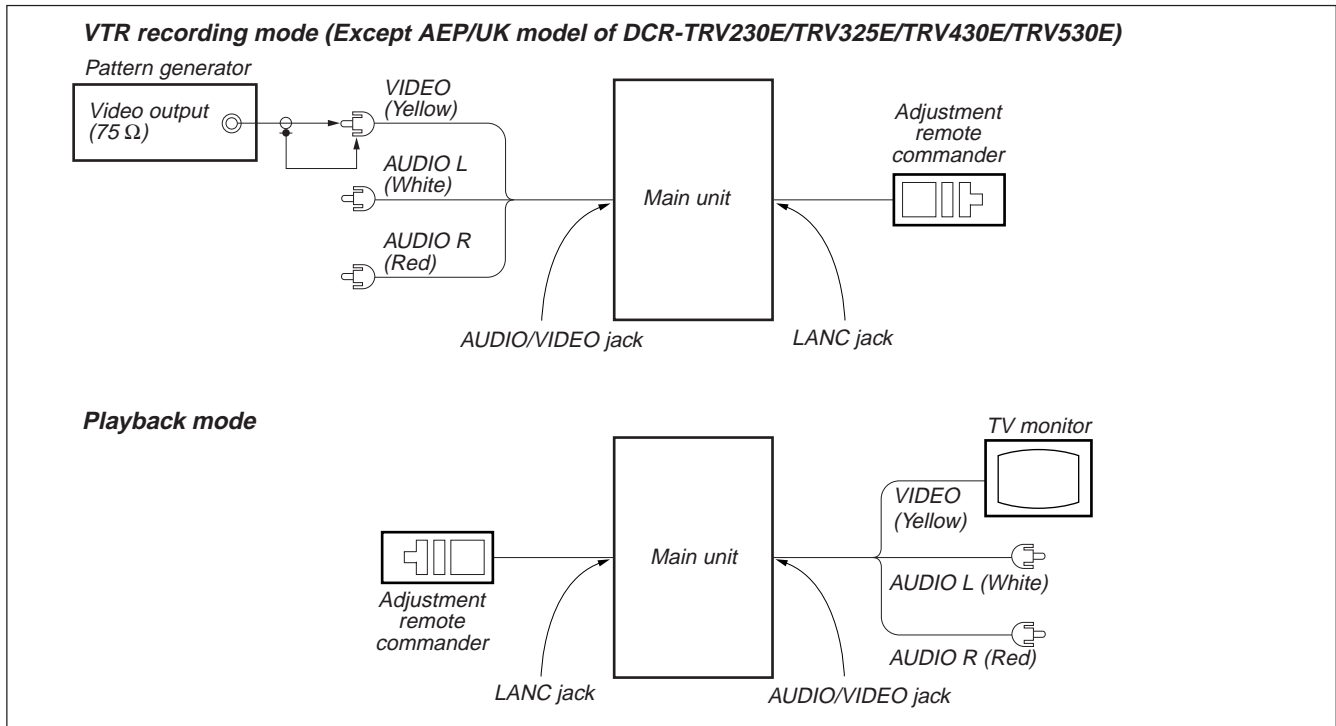 VTR recording mode (Except AEP/UK model of DCR-TRV230E/TRV325E/TRV430E/TRV530E)
Pattern generator
Video output
(75 Ω)
VIDEO
(Yellow)
AUDIO L
(White)
AUDIO R
(Red)
Main unit
Adjustment
remote
commander
AUDIO/VIDEO jack
LANC jack
Playback mode
TV monitor
VIDEO
(Yellow)
Main unit
AUDIO L (White)
Adjustment
remote
commander
AUDIO R (Red)
LANC jack
AUDIO/VIDEO jack